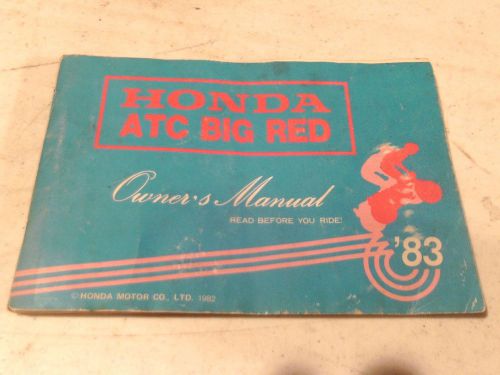 HONDA
ATC BIG RED
Owner's Manual
READ BEFORE YOU RIDE!
'83
© HONDA MOTOR CO., LTD. 1982